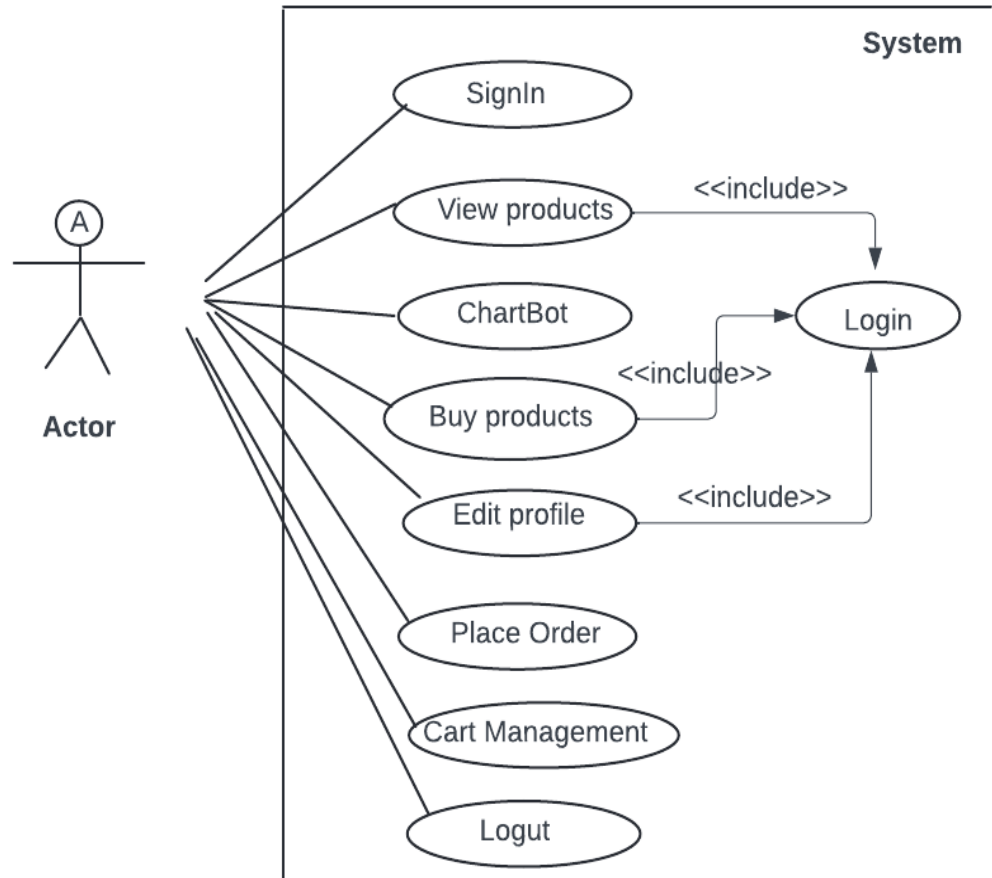 System
SignIn
View products
<<include>>
A
ChartBot
Login
<<include>>
Buy products
Actor
<<include>>
Edit profile
Place Order
Cart Management
Logut